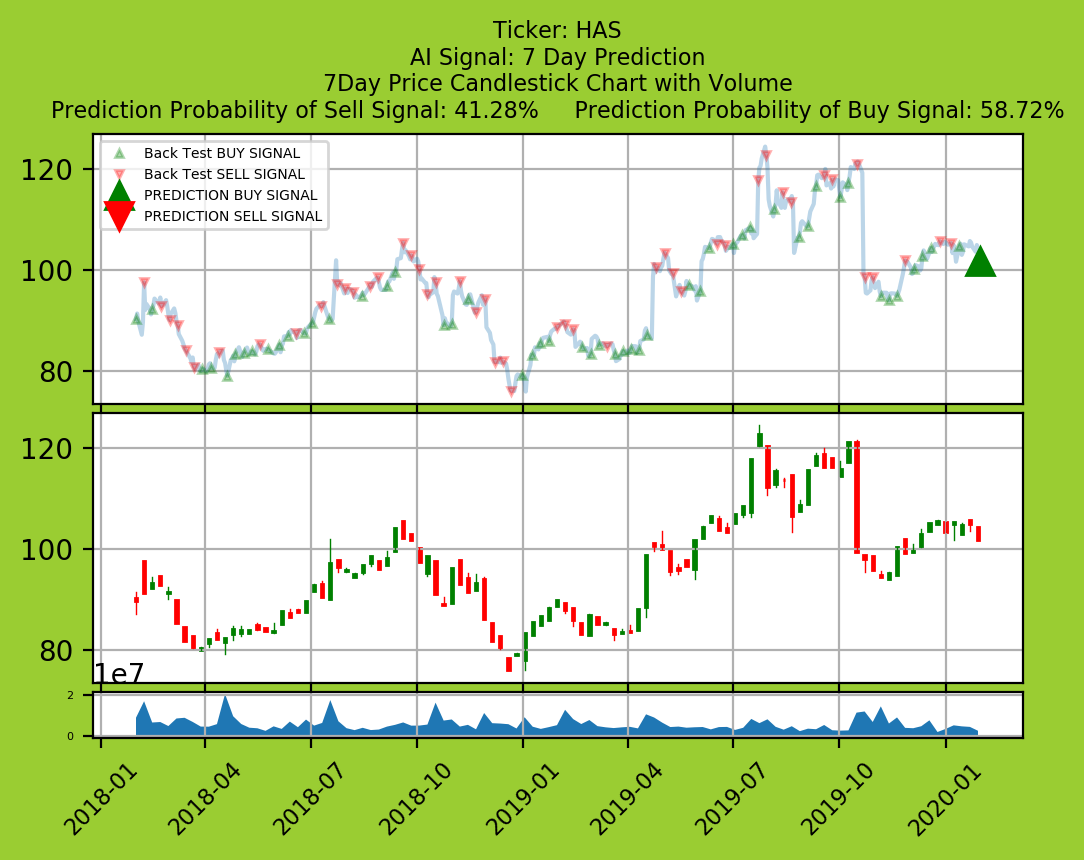 Ticker: HAS
AI Signal: 7 Day Prediction
7Day Price Candlestick Chart with Volume
Prediction Probability of Sell Signal: 41.28%     Prediction Probability of Buy Signal: 58.72%
Back Test BUY SIGNAL
Back Test SELL SIGNAL
PREDICTION BUY SIGNAL
PREDICTION SELL SIGNAL
120
100
80
120
100
80
1e7
2
0
2018-01 2018-04 2018-07 2018-10 2019-01 2019-04 2019-07 2019-10 2020-01